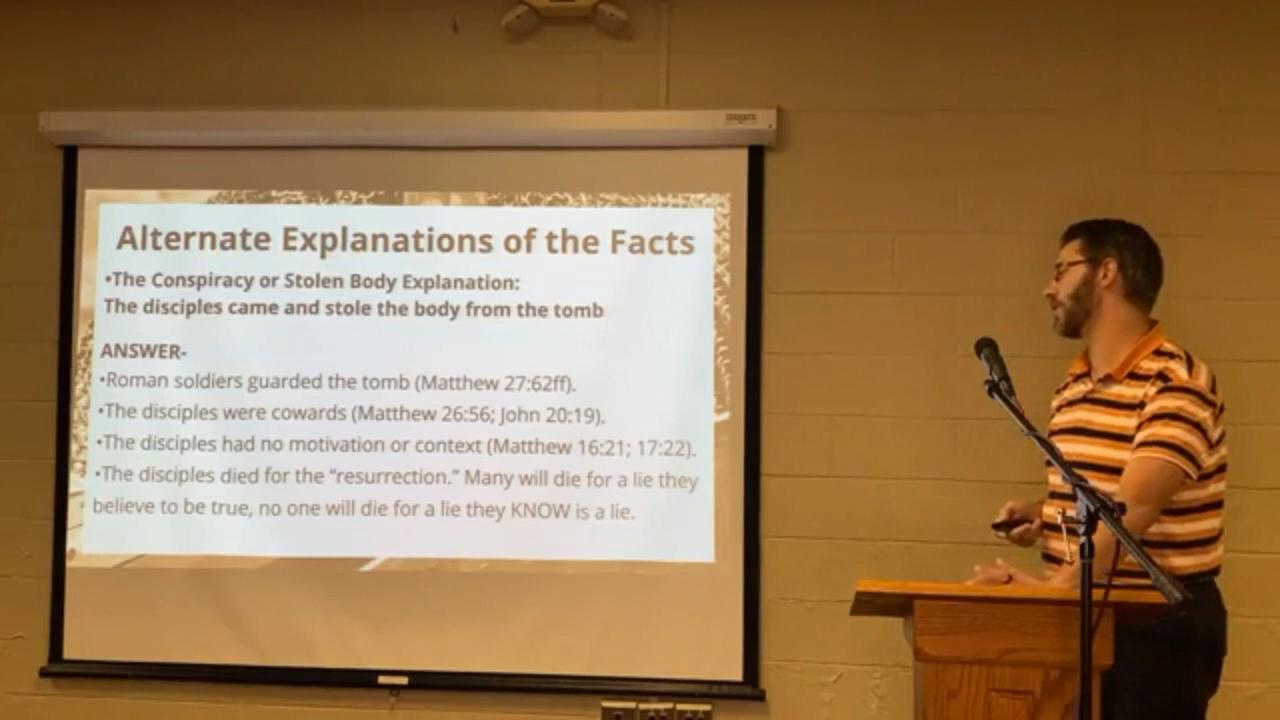 Alternate Explanations of the Facts
•The Conspiracy or Stolen Body Explanation:
The disciples came and stole the body from the tomb
ANSWER-
•Roman soldiers guarded the tomb (Matthew 27:62ff).
•The disciples were cowards (Matthew 26:56; John 20:19).
•The disciples had no motivation or context (Matthew 16:21; 17:22).
•The disciples died for the “resurrection.” Many will die for a lie they
believe to be true, no one will die for a lie they KNOW is a lie.